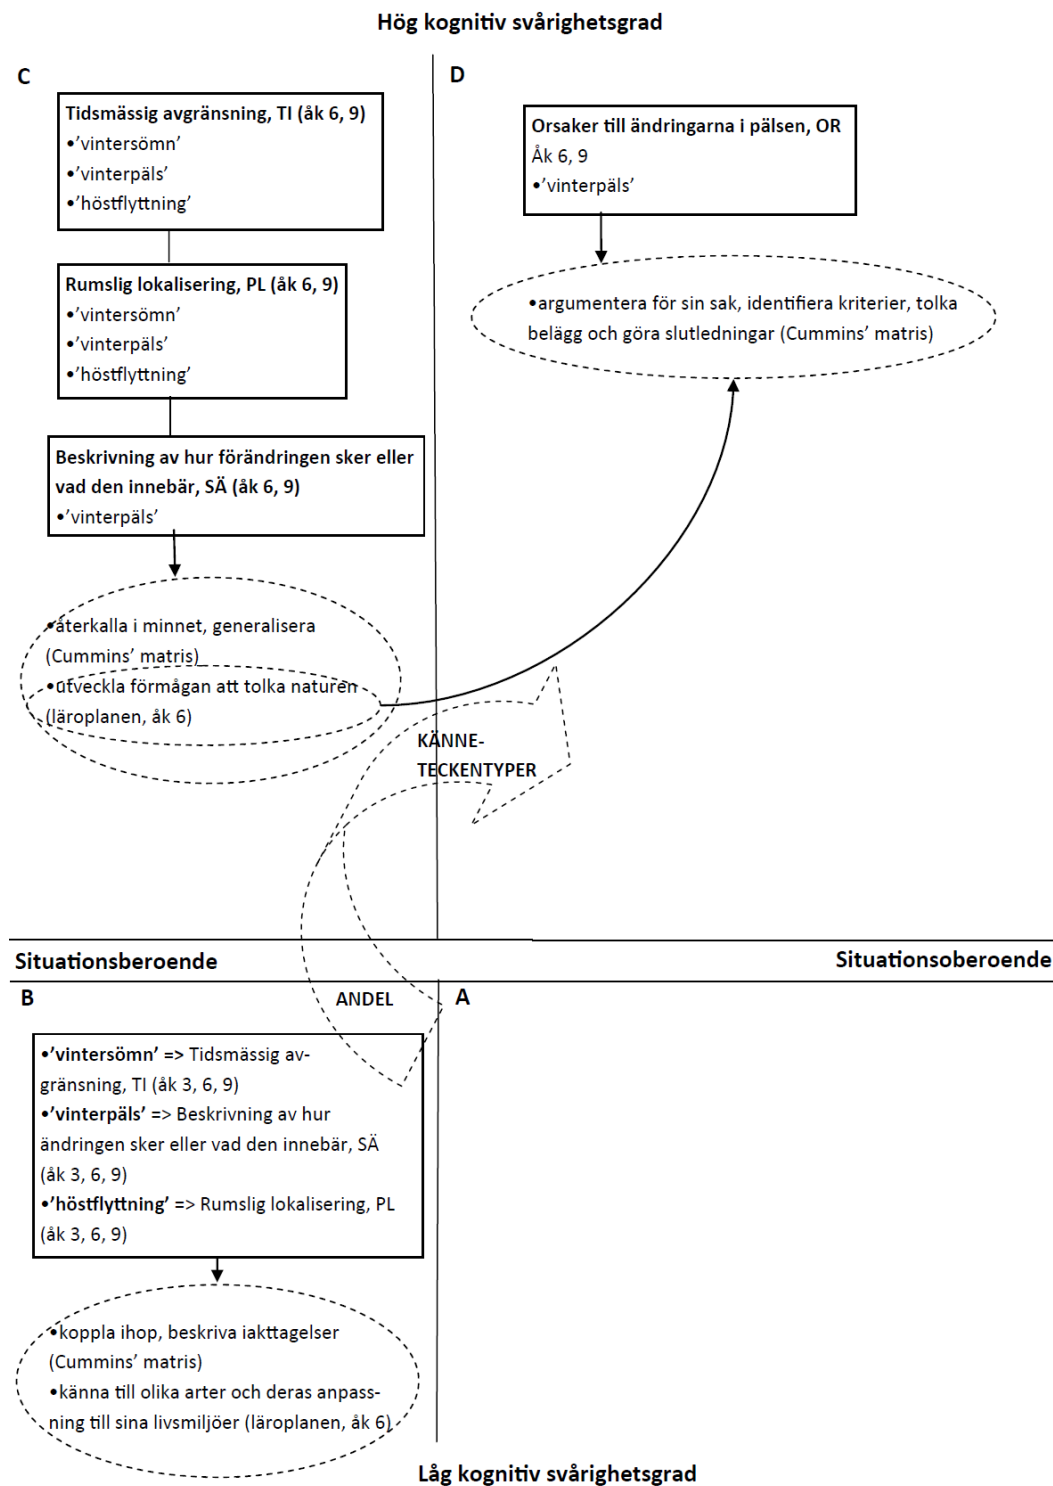 Hög kognitiv svårighetsgrad
C
Tidsmässig avgränsning, TI (åk 6, 9)
•’vintersömn’
•’vinterpäls’
•’höstflyttning’
Rumslig lokalisering, PL (åk 6, 9)
•’vintersömn’
•’vinterpäls’
•’höstflyttning’
Beskrivning av hur förändringen sker eller
vad den innebär, SÄ (åk 6, 9)
•’vinterpäls’
•återkalla i minnet, generalisera
(Cummins’ matris)
•utveckla förmågan att tolka naturen
(läroplanen, åk 6)
D
Orsaker till ändringarna i pälsen, OR
Åk 6, 9
•’vinterpäls’
•argumentera för sin sak, identifiera kriterier, tolka
belägg och göra slutledningar (Cummins’ matris)
KÄNNE-
TECKENTYPER
Situationsberoende
Situationsoberoende
B
ANDEL
A
•’vintersömn’ => Tidsmässig av-
gränsning, TI (åk 3, 6, 9)
•’vinterpäls’ => Beskrivning av hur
ändringen sker eller vad den innebär, SÄ
(åk 3, 6, 9)
•’höstflyttning’ => Rumslig lokalisering, PL
(åk 3, 6, 9)
•koppla ihop, beskriva iakttagelser
(Cummins’ matris)
•känna till olika arter och deras anpass-
ning till sina livsmiljöer (läroplanen, åk 6)
Låg kognitiv svårighetsgrad